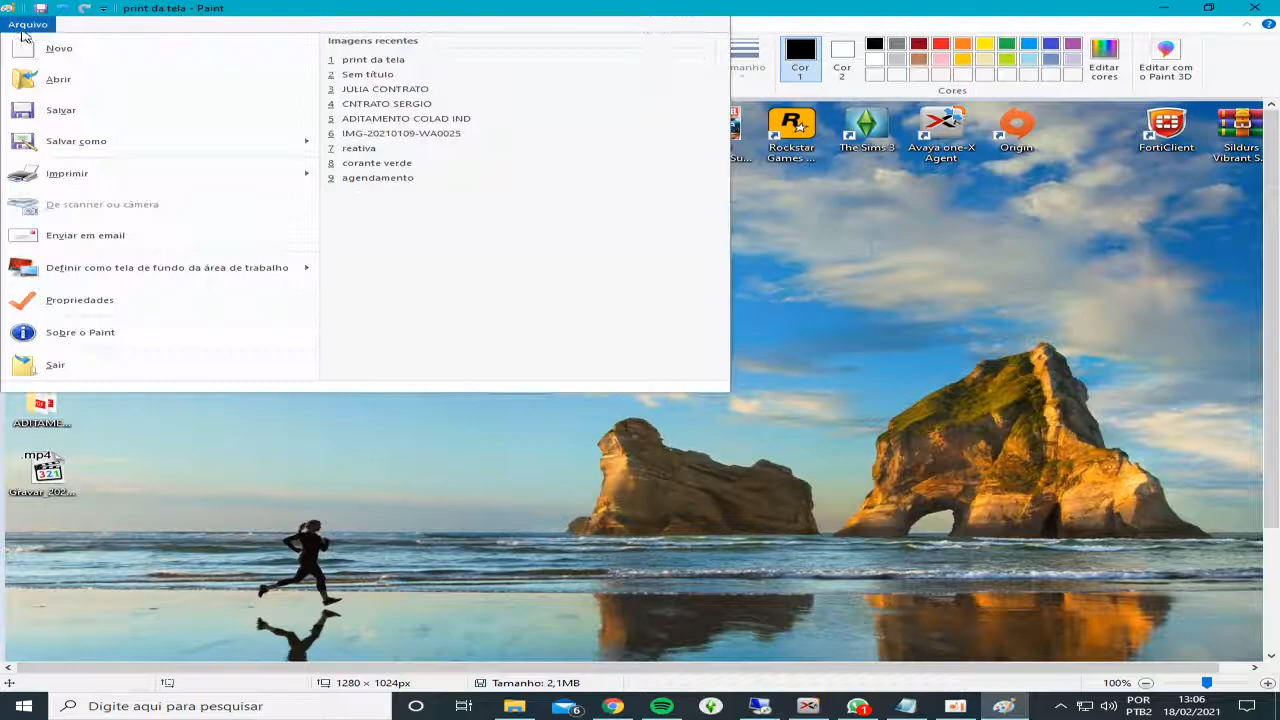 print da tela - Paint
Arquivo
Novo
Abrir
Salvar
Salvar como
Imprimir
De scanner ou câmera
Enviar em email
Definir como tela de fundo da área de trabalho
Propriedades
Sobre o Paint
Sair
Imagens recentes
1 print da tela
2 Sem título
3 JULIA CONTRATO
4 CNTRATO SERGIO
5 ADITAMENTO COLAD IND
6 IMG-20210109-WA0025
7 reativa
8 corante verde
9 agendamento
Cor
1
Cor
2
Editar
cores
Editar com
o Paint 3D
Cores
Rockstar
Games ...
The Sims 3
Avaya one-X
Agent
Origin
FortiClient
Sildurs
Vibrant S...
ADITAME...
.mp4
321
Gravar_202...
1280 × 1024px
Tamanho: 2,1MB
100%
Digite aqui para pesquisar
6
1
POR
PTB2
13:06
18/02/2021